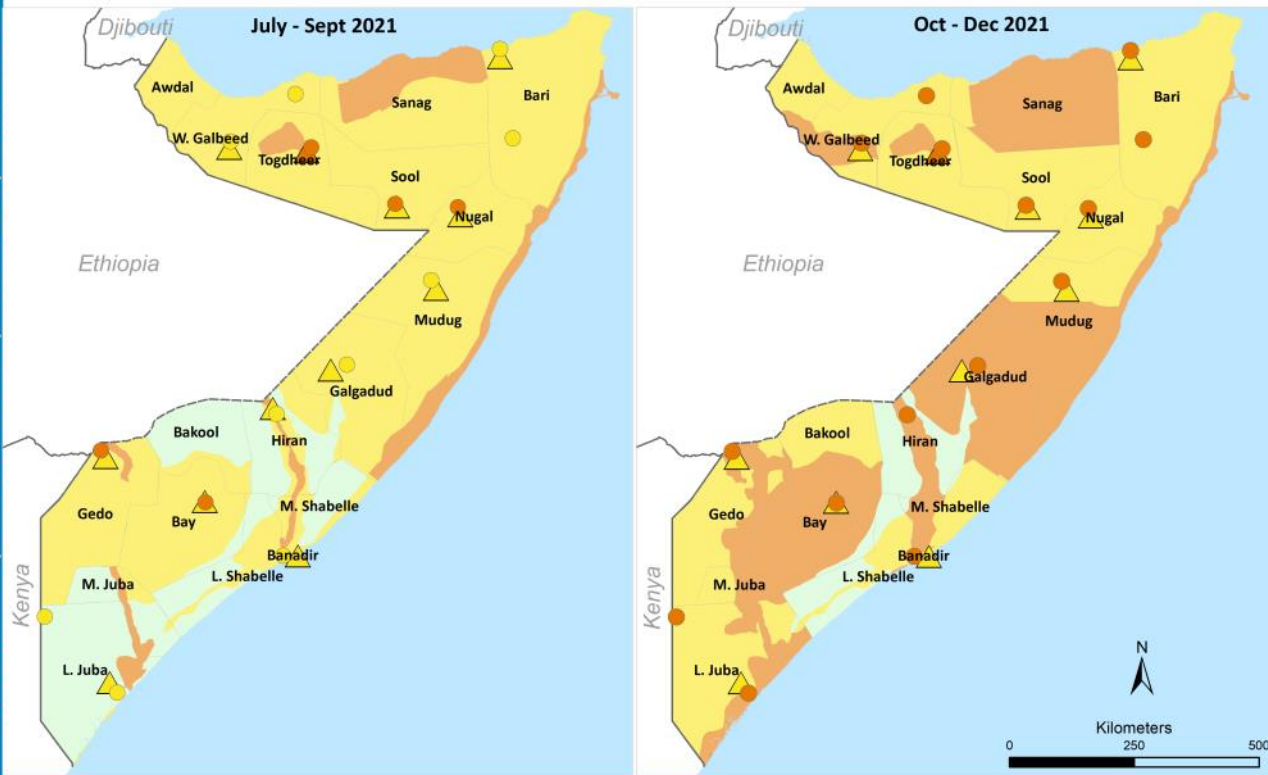 July - Sept 2021
Djibouti
Awdal
Sanag
Bari
W. Galbeed
Togdheer
Sool
Nugal
Ethiopia
Mudug
Galgadud
Bakool
Hiran
Gedo
Bay
M. Shabelle
Banadir
L. Shabelle
M. Juba
Kenya
L. Juba
Oct - Dec 2021
Djibouti
Awdal
Sanag
Bari
W. Galbeed
Togdheer
Sool
Nugal
Ethiopia
Mudug
Galgadud
Bakool
Hiran
Gedo
Bay
M. Shabelle
Banadir
L. Shabelle
M. Juba
Kenya
L. Juba
N
Kilometers
0 250 500